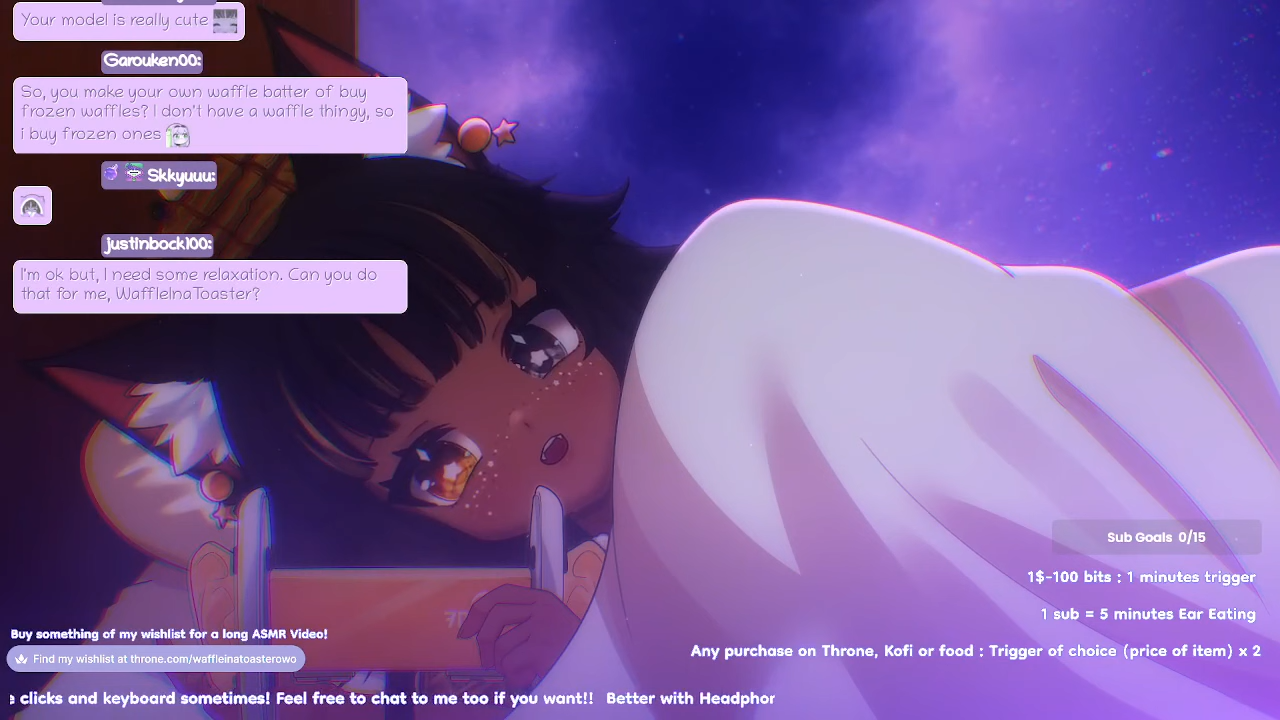 Your model is really cute
Garouken00:
So, you make your own waffle batter of buy
frozen waffles? I don't have a waffle thingy, so
i buy frozen ones
Skkyuuu:
justinbock100:
I'm ok but, I need some relaxation. Can you do
that for me, WaffleInaToaster?
Sub Goals 0/15
1$-100 bits : 1 minutes trigger
1 sub = 5 minutes Ear Eating
Any purchase on Throne, Kofi or food : Trigger of choice (price of item) x 2
Buy something of my wishlist for a long ASMR Video!
Find my wishlist at throne.com/waffleinatoasterowo
clicks and keyboard sometimes! Feel free to chat to me too if you want!! Better with Headphor